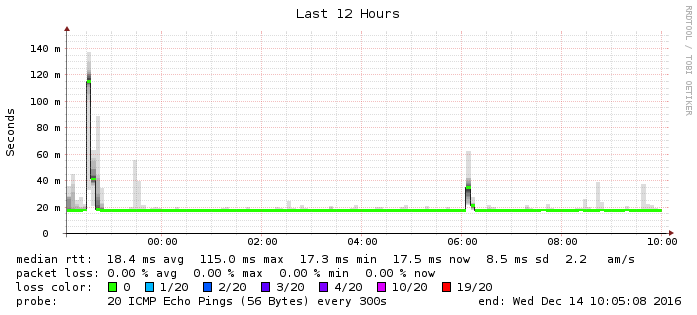 Last 12 Hours
RRDTOOL / TOBI OETIKER
Seconds
140 m
120 m
100 m
80 m
60 m
40 m
20 m
0
00:00 02:00 04:00 06:00 08:00 10:00
median rtt: 18.4 ms avg 115.0 ms max 17.3 ms min 17.5 ms now 8.5 ms sd 2.2 am/s
packet loss: 0.00 % avg 0.00 % max 0.00 % min 0.00 % now
loss color: 0 1/20 2/20 3/20 4/20 10/20 19/20
probe: 20 ICMP Echo Pings (56 Bytes) every 300s end: Wed Dec 14 10:05:08 2016